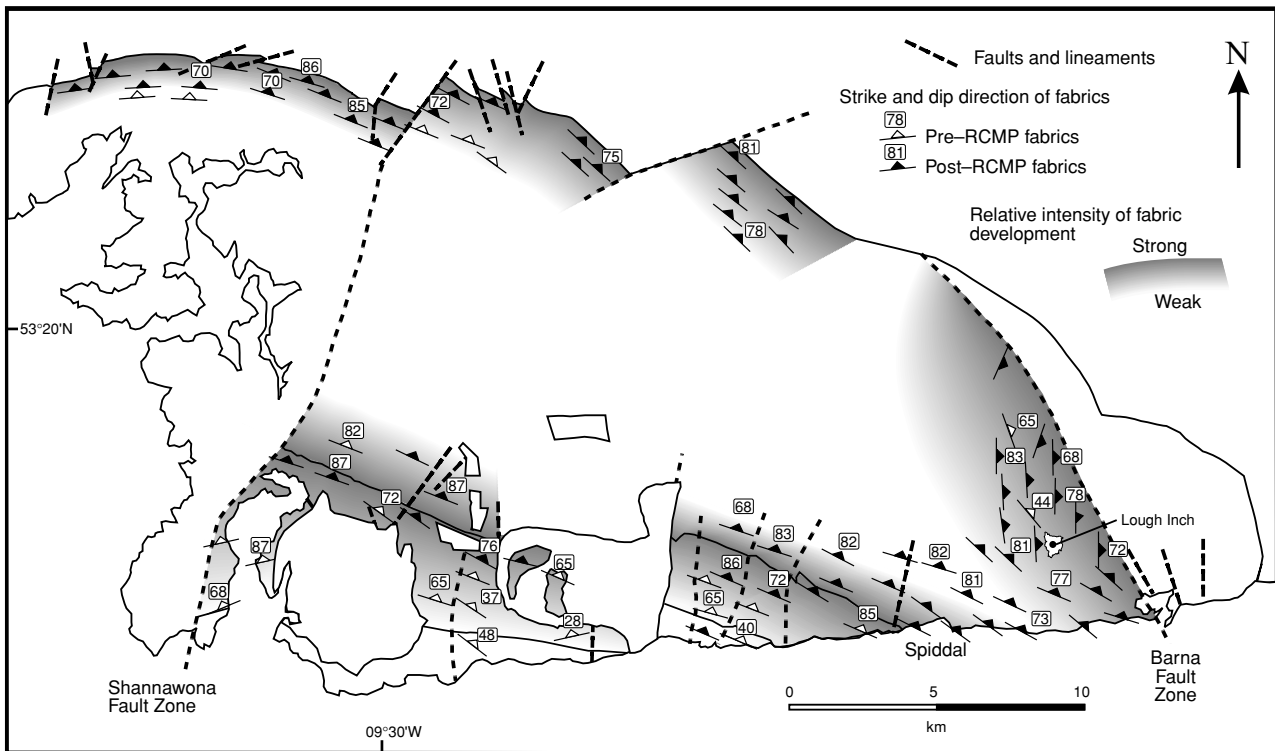 Faults and lineaments
N
Strike and dip direction of fabrics
78
Pre–RCMP fabrics
81
Post–RCMP fabrics
Relative intensity of fabric
development
Strong
Weak
70
86
70
85
72
75
81
78
53°20'N
82
87
87
72
76
65
87
68
65
37
48
28
68
83
82
82
86
72
65
40
85
81
73
77
65
83
68
44
78
81
72
Lough Inch
Spiddal
Barna
Fault
Zone
Shannawona
Fault Zone
09°30'W
0
5
10
km